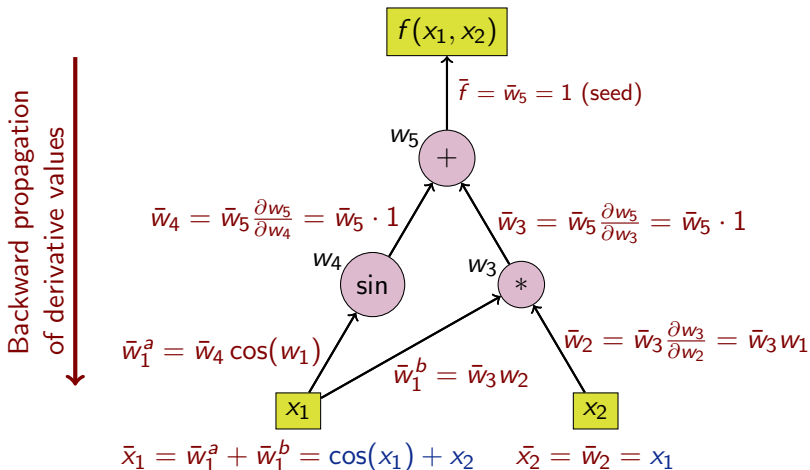 f(x₁, x₂)
f̄ = w̄₅ = 1 (seed)
Backward propagation
of derivative values
w₅
+
w̄₄ = w̄₅ ∂w₅/∂w₄ = w̄₅ · 1
w̄₃ = w̄₅ ∂w₅/∂w₃ = w̄₅ · 1
w₄
sin
w₃
*
w̄₁ᵃ = w̄₄ cos(w₁)
w̄₁ᵇ = w̄₃w₂
w̄₂ = w̄₃ ∂w₃/∂w₂ = w̄₃w₁
x₁
x₂
x̄₁ = w̄₁ᵃ + w̄₁ᵇ = cos(x₁) + x₂
x̄₂ = w̄₂ = x₁